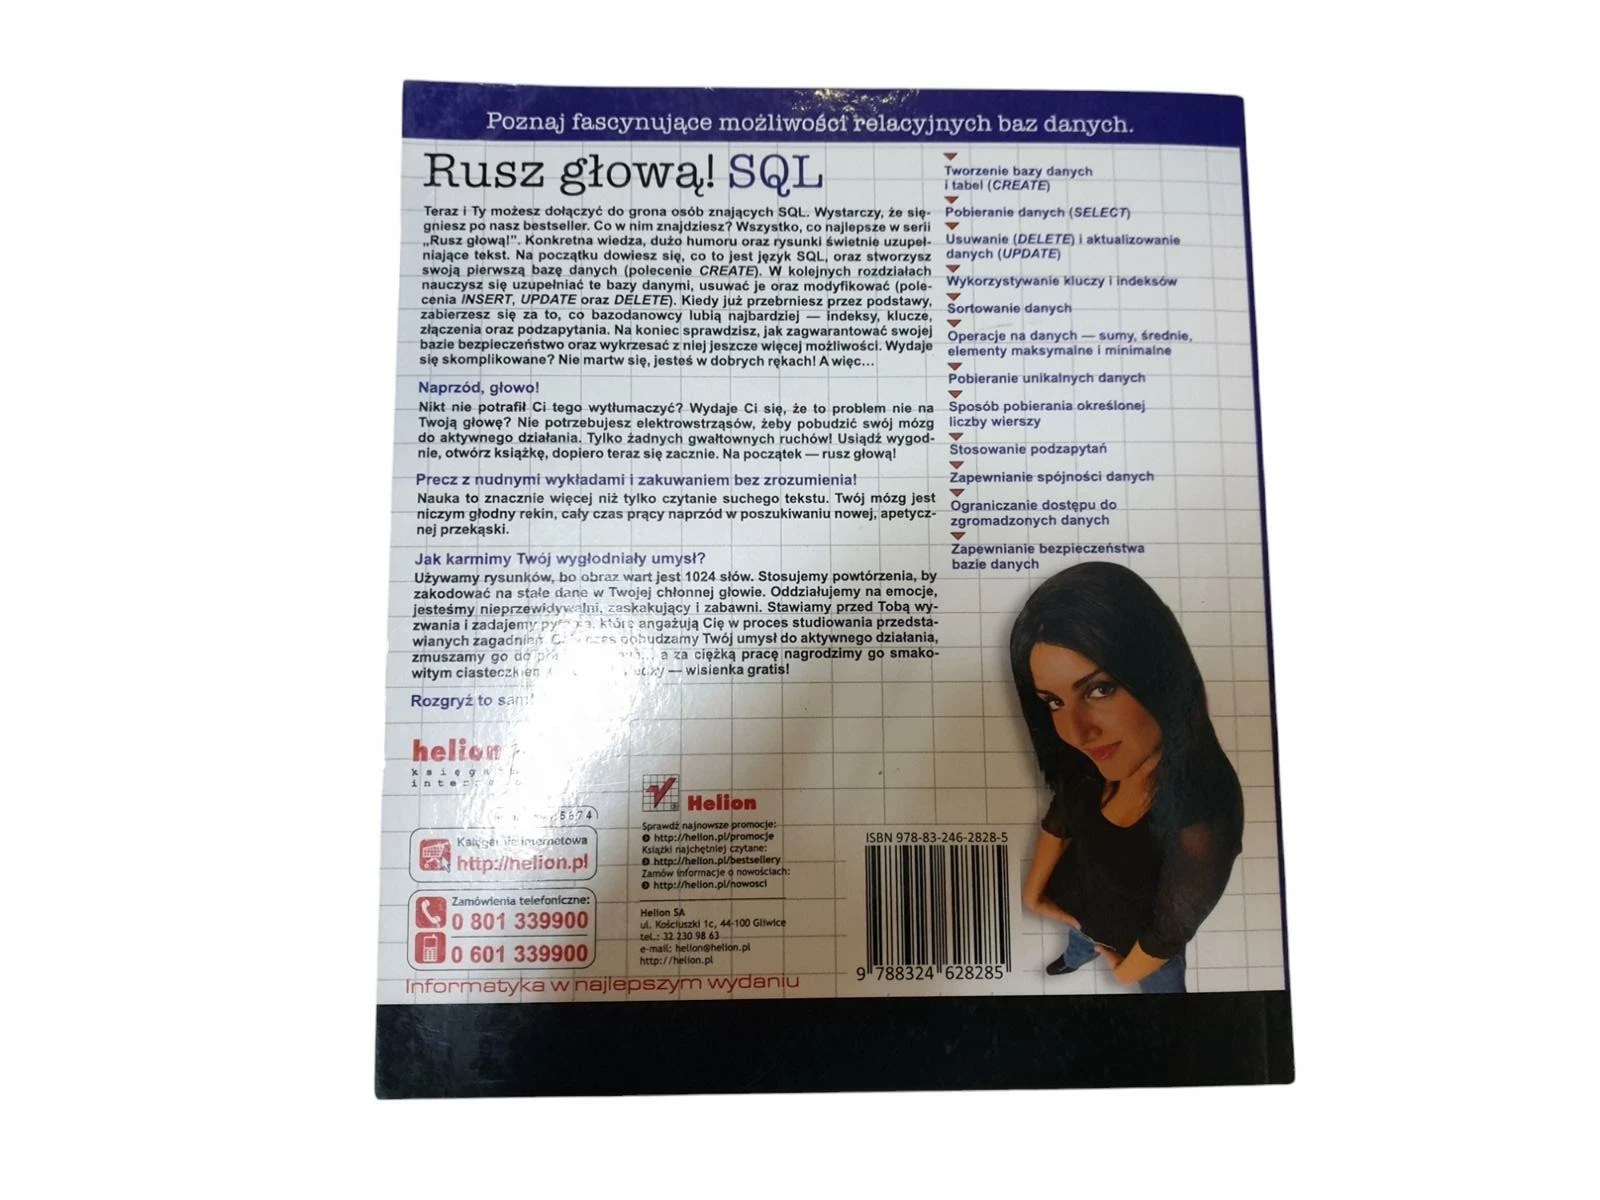 Poznaj fascynujące możliwości relacyjnych baz danych.
Rusz głową! SQL
Teraz i Ty możesz dołączyć do grona osób znających SQL. Wystarczy, że się-
gniesz po nasz bestseller. Co w nim znajdziesz? Wszystko, co najlepsze w serii
„Rusz głową!”. Konkretna wiedza, dużo humoru oraz rysunki świetnie uzupeł-
niające tekst. Na początku dowiesz się, co to jest język SQL, oraz stworzysz
swoją pierwszą bazę danych (polecenie CREATE). W kolejnych rozdziałach
nauczysz się uzupełniać te bazy danymi, usuwać je oraz modyfikować (pole-
cenia INSERT, UPDATE oraz DELETE). Kiedy już przebrniesz przez podstawy,
zabierzesz się za to, co bazodanowcy lubią najbardziej — indeksy, klucze,
złączenia oraz podzapytania. Na koniec sprawdzisz, jak zagwarantować swojej
bazie bezpieczeństwo oraz wykrzesać z niej jeszcze więcej możliwości. Wydaje
się skomplikowane? Nie martw się, jesteś w dobrych rękach! A więc...
Naprzód, głowo!
Nikt nie potrafił Ci tego wytłumaczyć? Wydaje Ci się, że to problem nie na
Twoją głowę? Nie potrzebujesz elektrowstrząsów, żeby pobudzić swój mózg
do aktywnego działania. Tylko żadnych gwałtownych ruchów! Usiądź wygod-
nie, otwórz książkę, dopiero teraz się zacznie. Na początek — rusz głową!
Precz z nudnymi wykładami i zakuwaniem bez zrozumienia!
Nauka to znacznie więcej niż tylko czytanie suchego tekstu. Twój mózg jest
niczym głodny rekin, cały czas prący naprzód w poszukiwaniu nowej, apetycz-
nej przekąski.
Jak karmimy Twój wygłodniały umysł?
Używamy rysunków, bo obraz wart jest 1024 słów. Stosujemy powtórzenia, by
zakodować na stałe dane w Twojej chłonnej głowie. Oddziałujemy na emocje,
jesteśmy nieprzewidywalni, zaskakujący i zabawni. Stawiamy przed Tobą wy-
zwania i zadajemy które angażują Cię w proces studiowania przedsta-
wianych zagadnień. pobudzamy Twój umysł do aktywnego działania,
zmuszamy go do a za ciężką pracę nagrodzimy go smako-
witym ciasteczkiem — wisienka gratis!
Rozgryź to sam!
helion
Księgarnia internetowa
http://helion.pl
Zamówienia telefoniczne:
0 801 339900
0 601 339900
Informatyka w najlepszym wydaniu
Helion
Sprawdź najnowsze promocje:
http://helion.pl/promocje
Książki najchętniej czytane:
http://helion.pl/bestsellery
Zamów informacje o nowościach:
http://helion.pl/nowosci
Helion SA
ul. Kościuszki 1c, 44-100 Gliwice
tel.: 32 230 98 63
e-mail: helion@helion.pl
http://helion.pl
Tworzenie bazy danych
i tabel (CREATE)
Pobieranie danych (SELECT)
Usuwanie (DELETE) i aktualizowanie
danych (UPDATE)
Wykorzystywanie kluczy i indeksów
Sortowanie danych
Operacje na danych — sumy, średnie,
elementy maksymalne i minimalne
Pobieranie unikalnych danych
Sposób pobierania określonej
liczby wierszy
Stosowanie podzapytań
Zapewnianie spójności danych
Ograniczanie dostępu do
zgromadzonych danych
Zapewnianie bezpieczeństwa
bazie danych
ISBN 978-83-246-2828-5
9 788324 628285